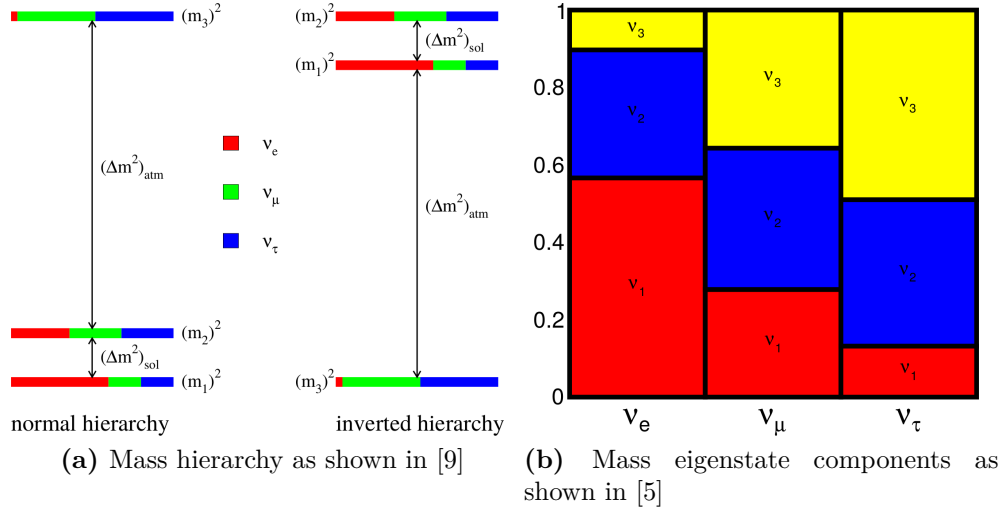 (m₃)²
(Δm²)atm
(m₂)²
(Δm²)sol
(m₁)²
normal hierarchy
νe
νμ
ντ
(m₂)²
(Δm²)sol
(m₁)²
(Δm²)atm
(m₃)²
inverted hierarchy
(a) Mass hierarchy as shown in [9]
1
0.8
0.6
0.4
0.2
0
ν₃
ν₂
ν₁
ν₃
ν₂
ν₁
ν₃
ν₂
ν₁
νe νμ ντ
(b) Mass eigenstate components as
shown in [5]